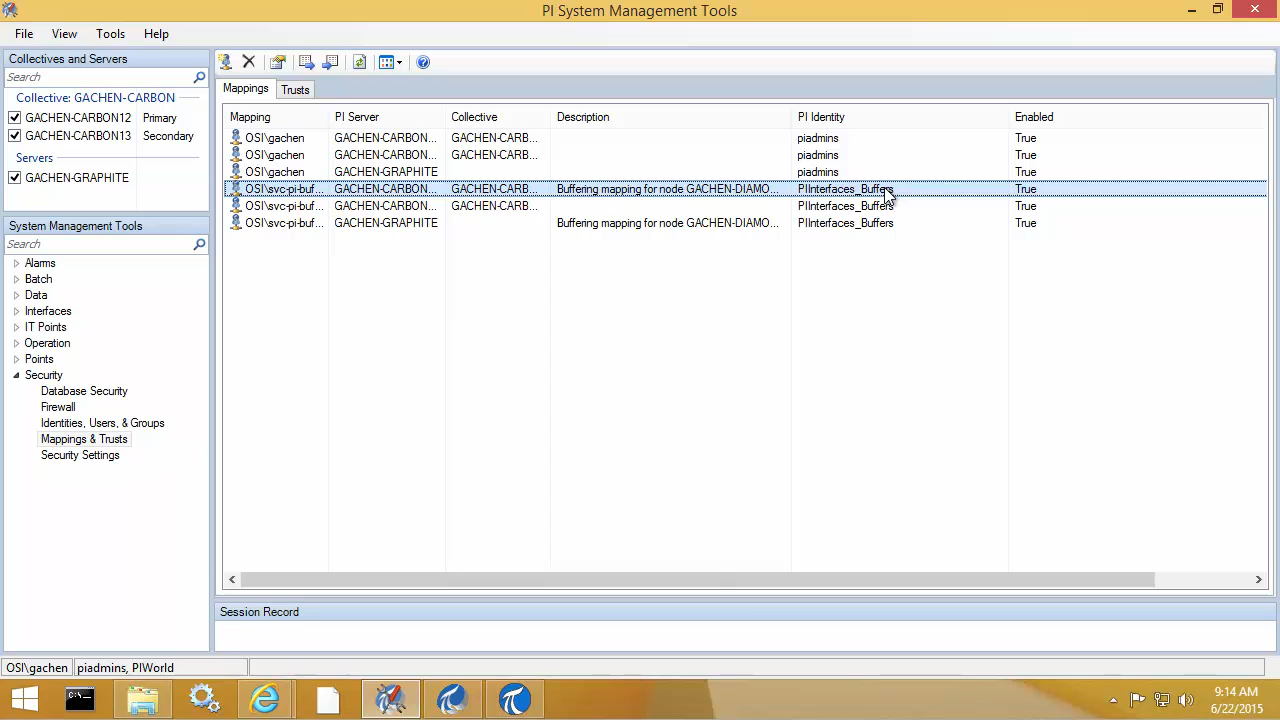 PI System Management Tools
File View Tools Help
Collectives and Servers
Search
Collective: GACHEN-CARBON
GACHEN-CARBON12 Primary
GACHEN-CARBON13 Secondary
Servers
GACHEN-GRAPHITE
System Management Tools
Search
Alarms
Batch
Data
Interfaces
IT Points
Operation
Points
Security
Database Security
Firewall
Identities, Users, & Groups
Mappings & Trusts
Security Settings
Mappings Trusts
Mapping PI Server Collective Description PI Identity Enabled
OSI\gachen GACHEN-CARBON... GACHEN-CARB... piadmins True
OSI\gachen GACHEN-CARBON... GACHEN-CARB... piadmins True
OSI\gachen GACHEN-GRAPHITE piadmins True
OSI\svc-pi-buf... GACHEN-CARBON... GACHEN-CARB... Buffering mapping for node GACHEN-DIAMO... PIInterfaces_Buffers True
OSI\svc-pi-buf... GACHEN-CARBON... GACHEN-CARB... PIInterfaces_Buffers True
OSI\svc-pi-buf... GACHEN-GRAPHITE Buffering mapping for node GACHEN-DIAMO... PIInterfaces_Buffers True
Session Record
OSI\gachen piadmins, PIWorld
9:14 AM
6/22/2015